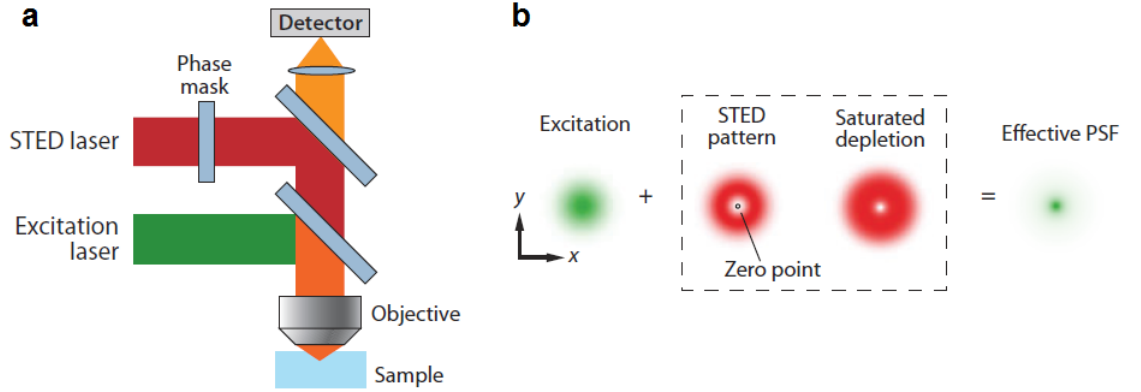 a
Detector
Phase
mask
STED laser
Excitation
laser
Objective
Sample
b
Excitation
STED
pattern
Saturated
depletion
Effective PSF
y
x
+
=
Zero point